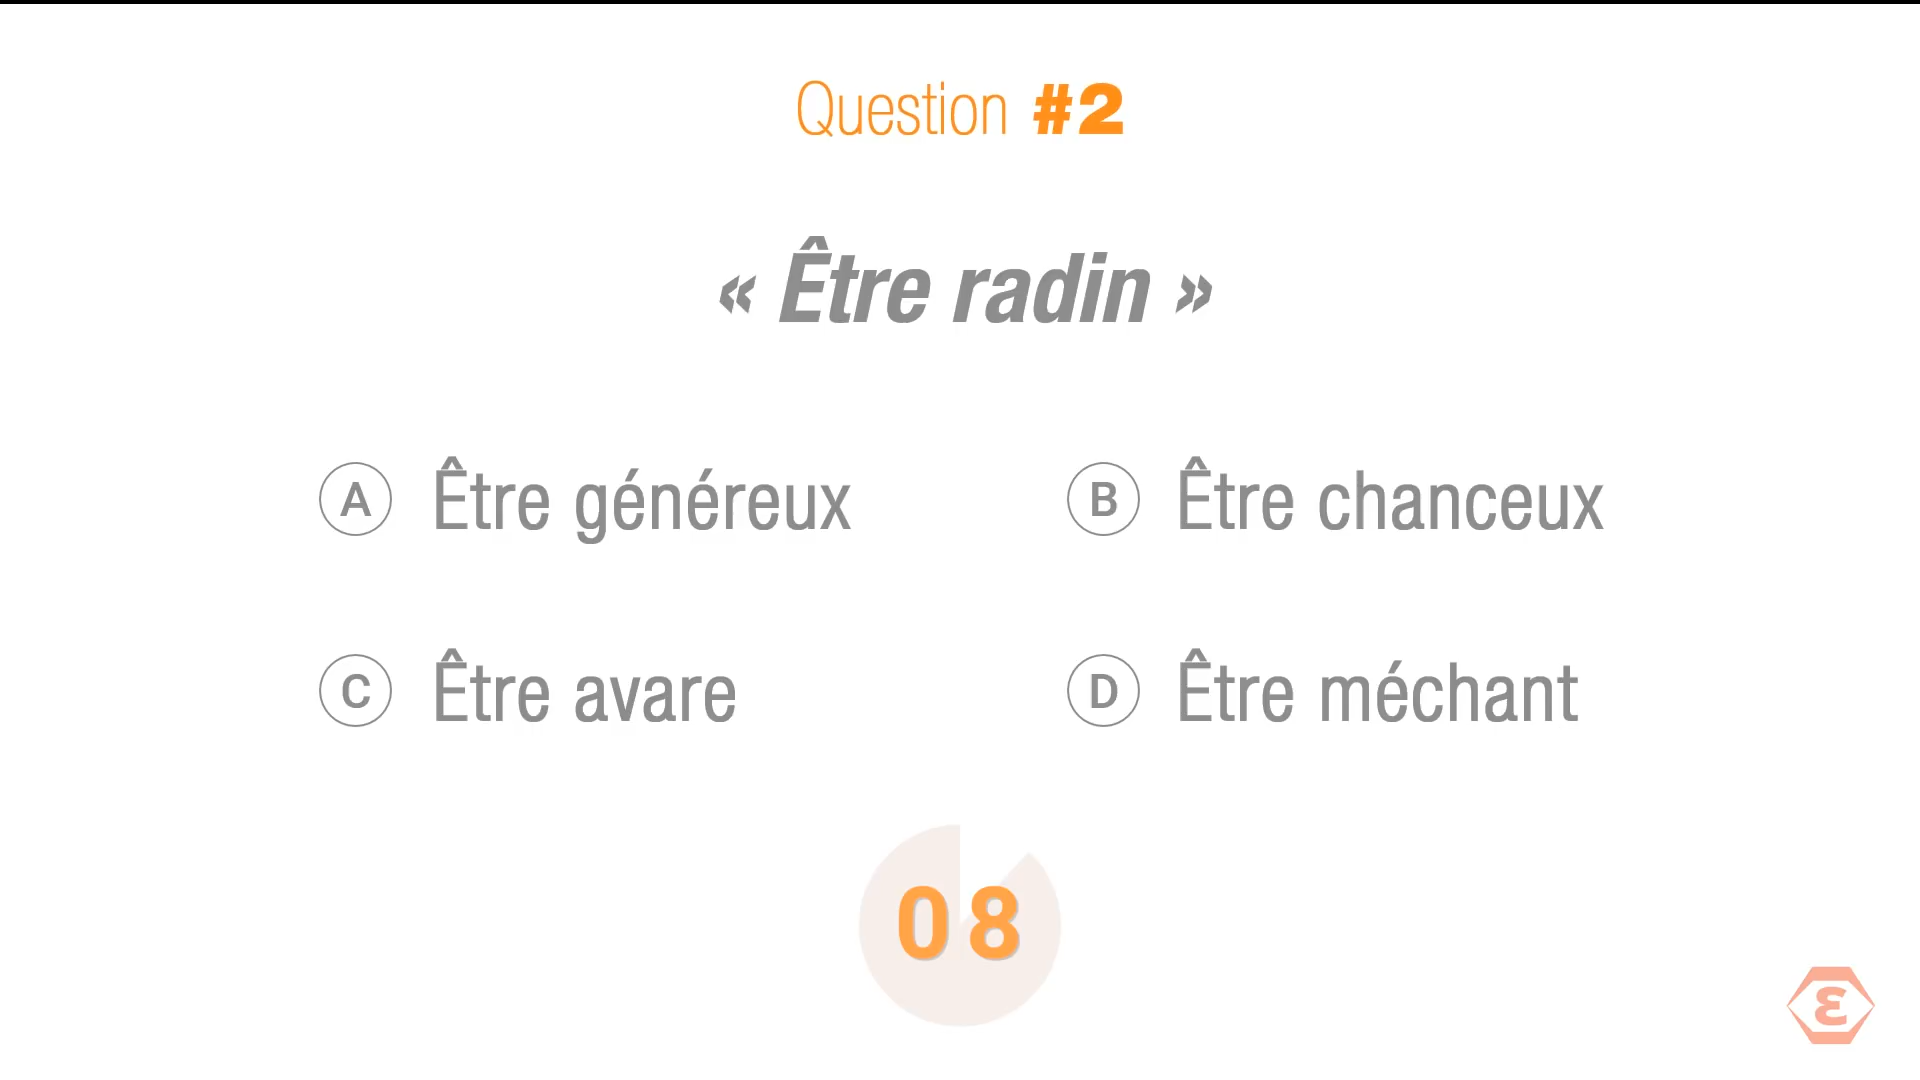 Question #2
« Être radin »
A Être généreux
B Être chanceux
C Être avare
D Être méchant
08
ε